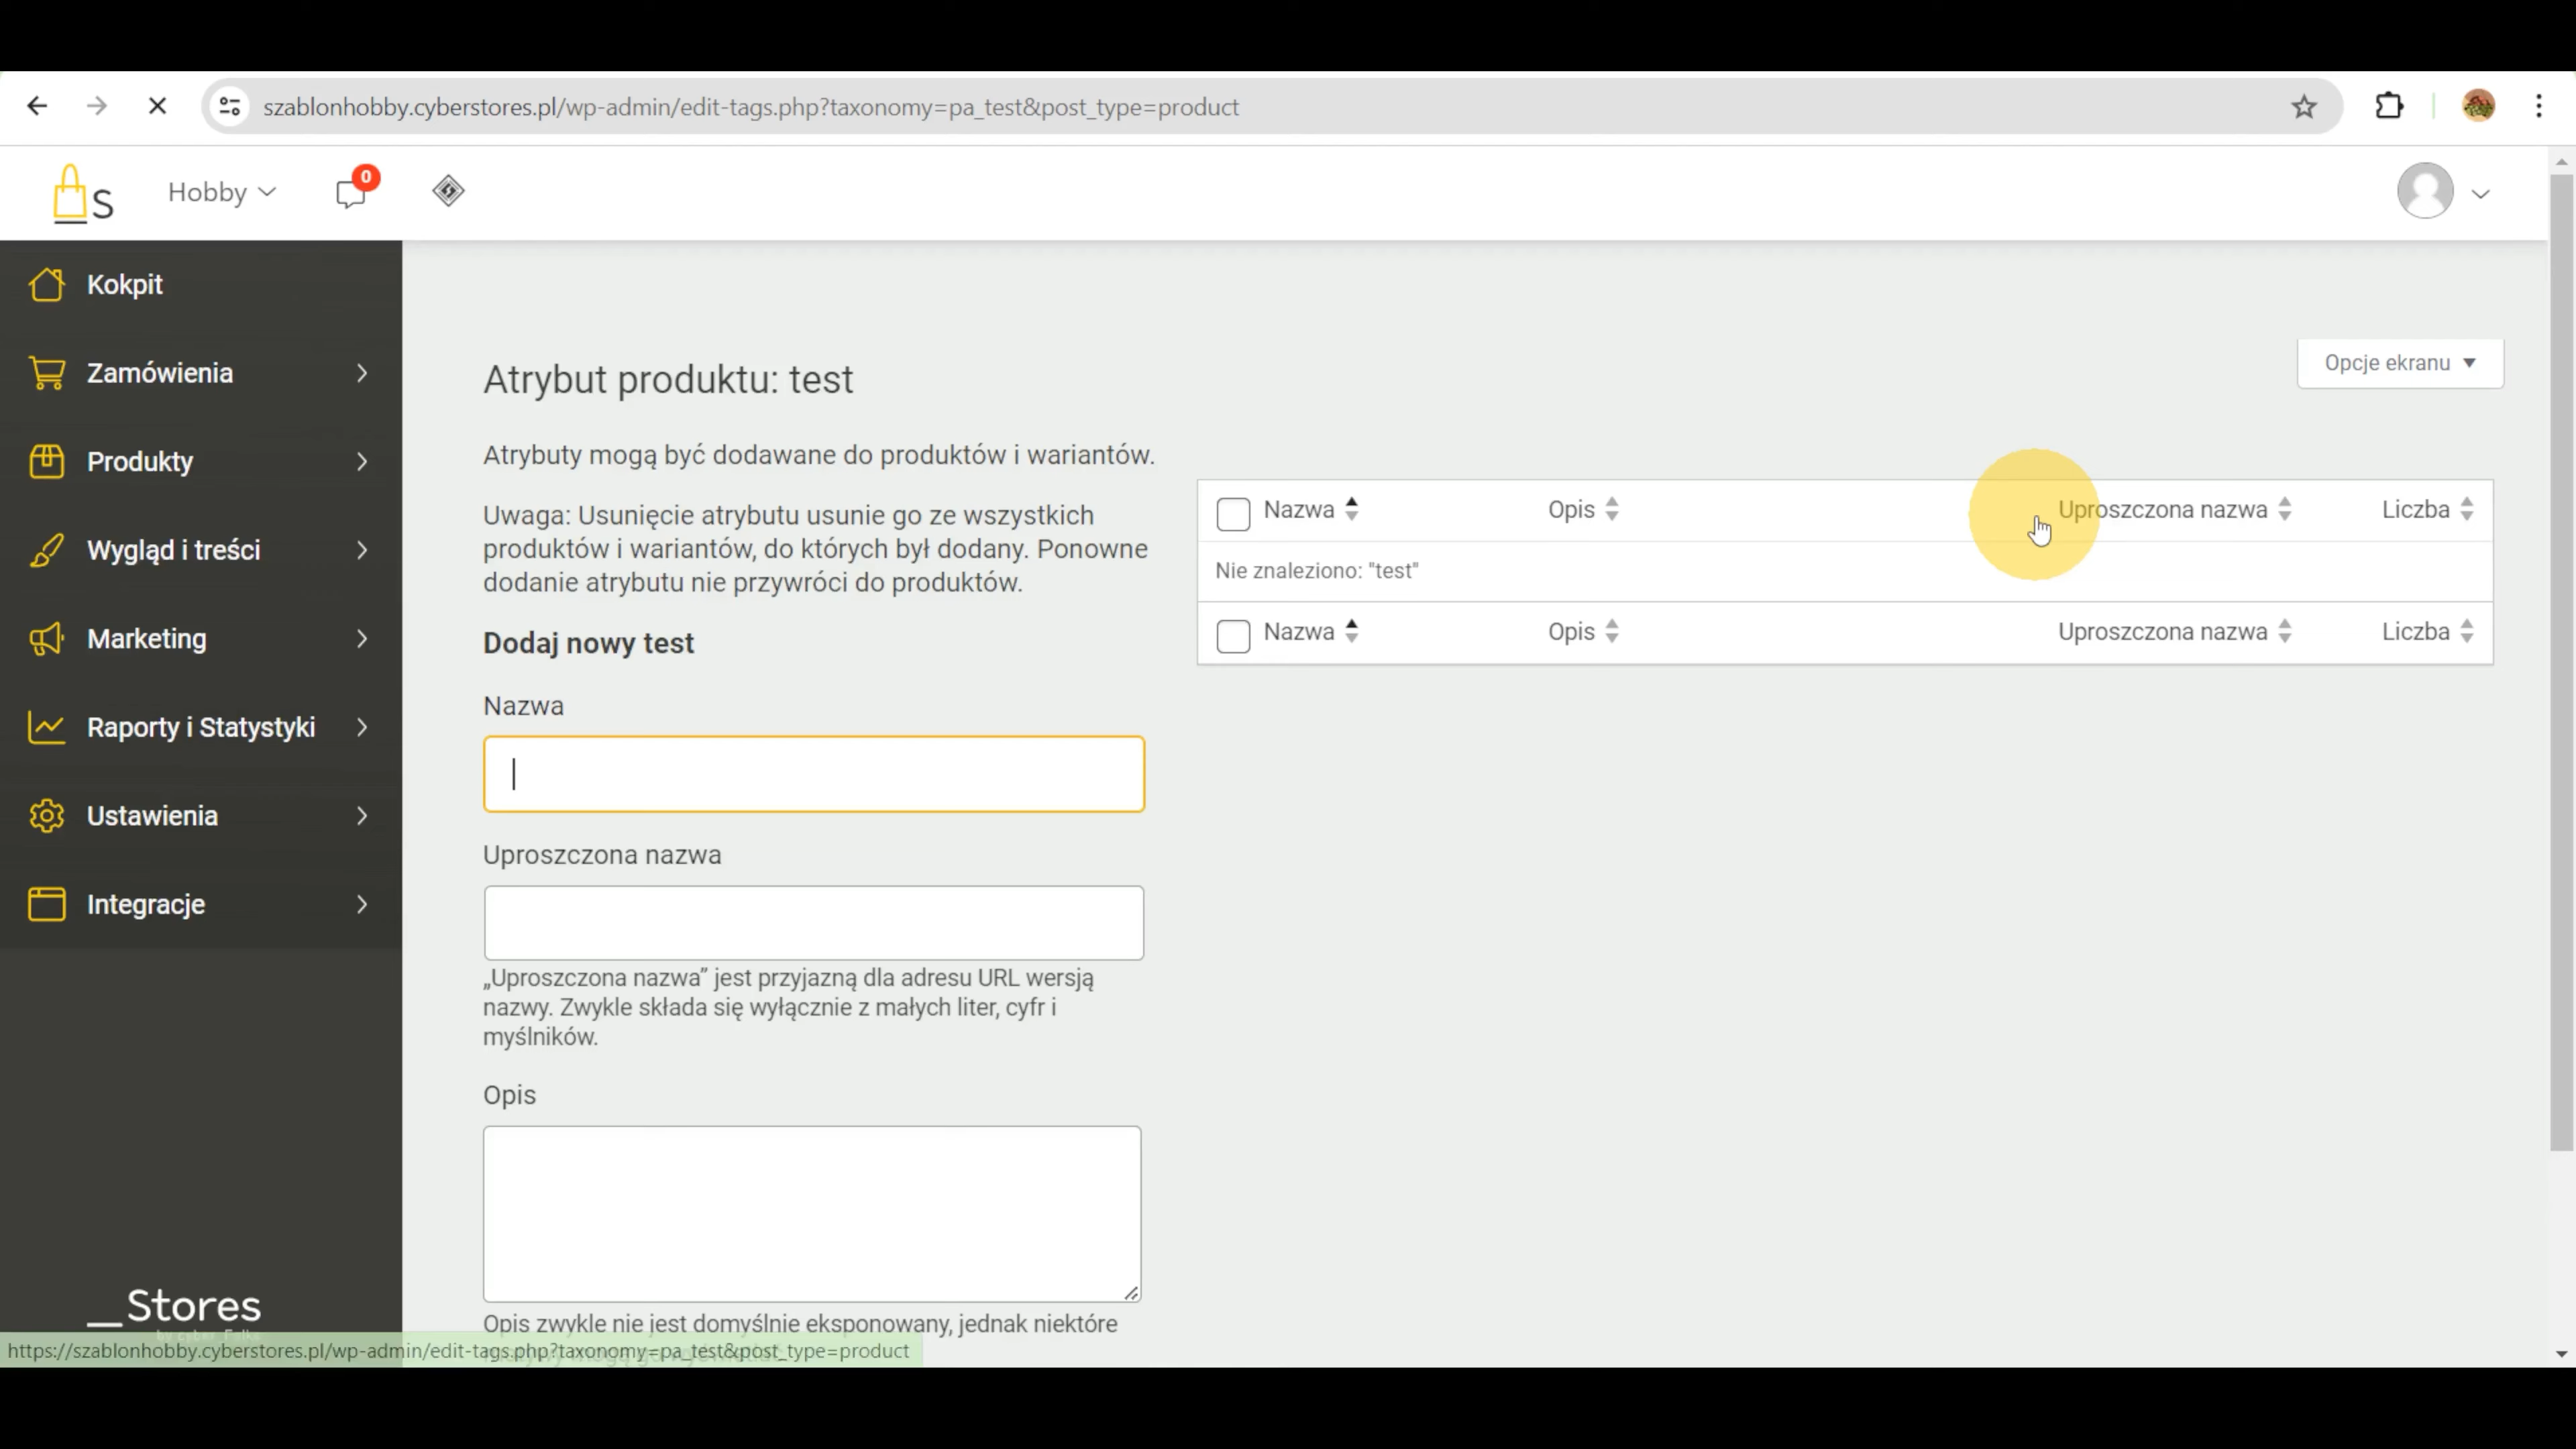 szablonhobby.cyberstores.pl/wp-admin/edit-tags.php?taxonomy=pa_test&post_type=product
S
Hobby
0
Kokpit
Zamówienia
Produkty
Wygląd i treści
Marketing
Raporty i Statystyki
Ustawienia
Integracje
__Stores
Opcje ekranu
Atrybut produktu: test
Atrybuty mogą być dodawane do produktów i wariantów.
Uwaga: Usunięcie atrybutu usunie go ze wszystkich
produktów i wariantów, do których był dodany. Ponowne
dodanie atrybutu nie przywróci do produktów.
Dodaj nowy test
Nazwa
Uproszczona nazwa
„Uproszczona nazwa” jest przyjazną dla adresu URL wersją
nazwy. Zwykle składa się wyłącznie z małych liter, cyfr i
myślników.
Opis
Opis zwykle nie jest domyślnie eksponowany, jednak niektóre
Nazwa Opis Uproszczona nazwa Liczba
Nie znaleziono: "test"
Nazwa Opis Uproszczona nazwa Liczba
https://szablonhobby.cyberstores.pl/wp-admin/edit-tags.php?taxonomy=pa_test&post_type=product